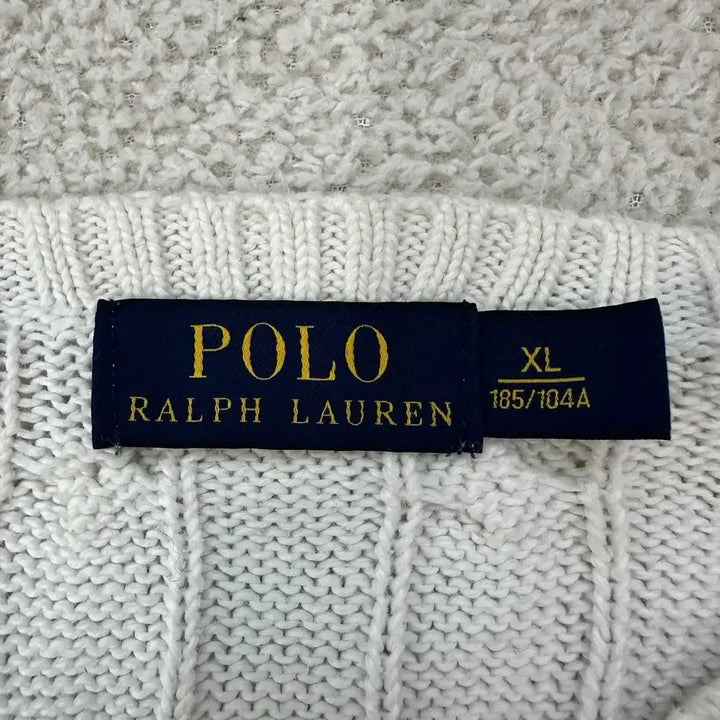 POLO
RALPH LAUREN
XL
185/104A